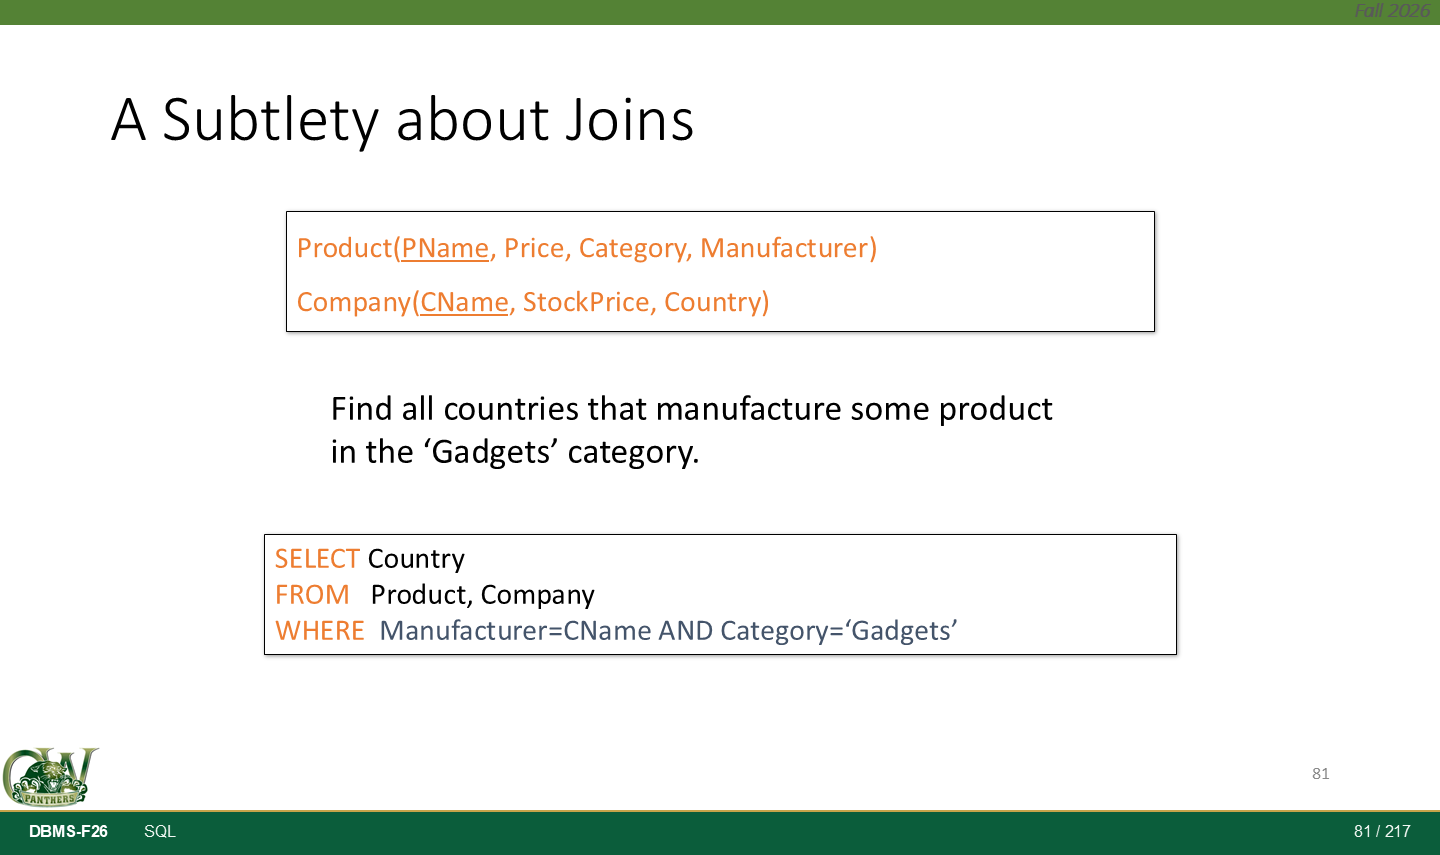 Fall 2026
A Subtlety about Joins
Product(PName, Price, Category, Manufacturer)
Company(CName, StockPrice, Country)
Find all countries that manufacture some product
in the ‘Gadgets’ category.
SELECT Country
FROM Product, Company
WHERE Manufacturer=CName AND Category=‘Gadgets’
81
OW
PANTHERS
DBMS-F26 SQL 81 / 217